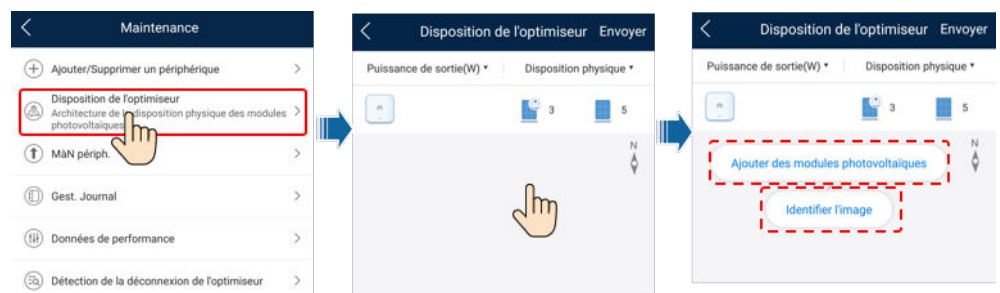 Maintenance
Ajouter/Supprimer un périphérique
Disposition de l'optimiseur
Architecture de la disposition physique des modules
photovoltaïques
MàN périph.
Gest. Journal
Données de performance
Détection de la déconnexion de l'optimiseur
Disposition de l'optimiseur Envoyer
Puissance de sortie(W) Disposition physique
3 5
N
Disposition de l'optimiseur Envoyer
Puissance de sortie(W) Disposition physique
3 5
N
Ajouter des modules photovoltaïques
Identifier l'image